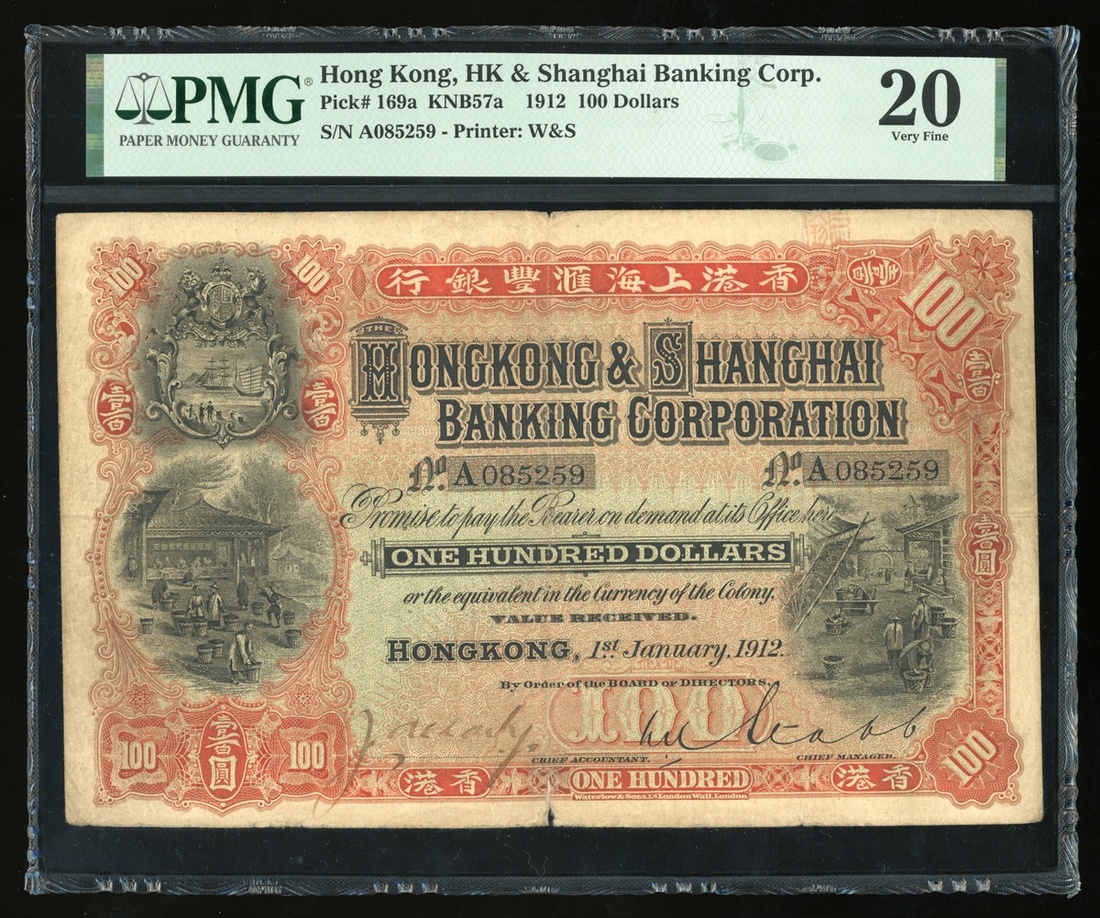 PMG®
PAPER MONEY GUARANTY
Hong Kong, HK & Shanghai Banking Corp.
Pick# 169a KNB57a 1912 100 Dollars
S/N A085259 - Printer: W&S
20
Very Fine
100
100
行銀豐滙海上港香
100
壹百
壹百
壹百
THE
HONGKONG & SHANGHAI
BANKING CORPORATION
No. A085259
No. A085259
Promise to pay the Bearer on demand at its Office here
ONE HUNDRED DOLLARS
or the equivalent in the Currency of the Colony,
VALUE RECEIVED.
壹百圓
HONGKONG, 1st January, 1912.
By Order of the BOARD OF DIRECTORS.
100
CHIEF ACCOUNTANT.
CHIEF MANAGER.
100
壹百圓
100
港香
ONE HUNDRED
港香
100
Waterlow & Sons, Ld London Wall, London